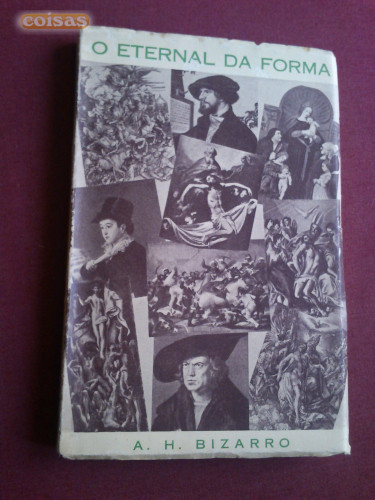 coisas
O ETERNAL DA FORMA
A. H. BIZARRO